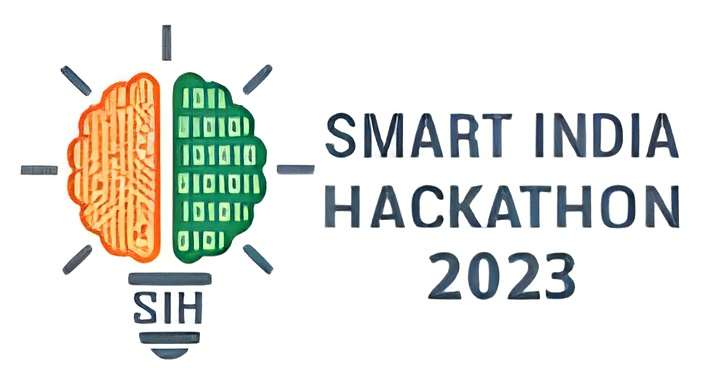 SIH
SMART INDIA
HACKATHON
2023